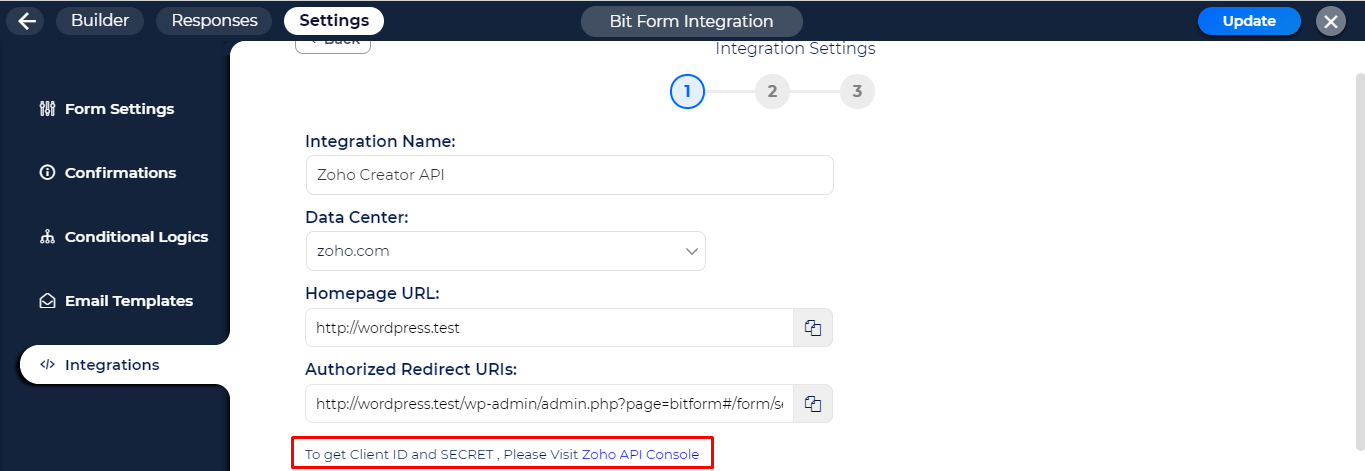 Builder Responses Settings Bit Form Integration Update
Back
Integration Settings
1 2 3
Form Settings
Confirmations
Conditional Logics
Email Templates
Integrations
Integration Name:
Zoho Creator API
Data Center:
zoho.com
Homepage URL:
http://wordpress.test
Authorized Redirect URIs:
http://wordpress.test/wp-admin/admin.php?page=bitform#/form/se
To get Client ID and SECRET , Please Visit Zoho API Console